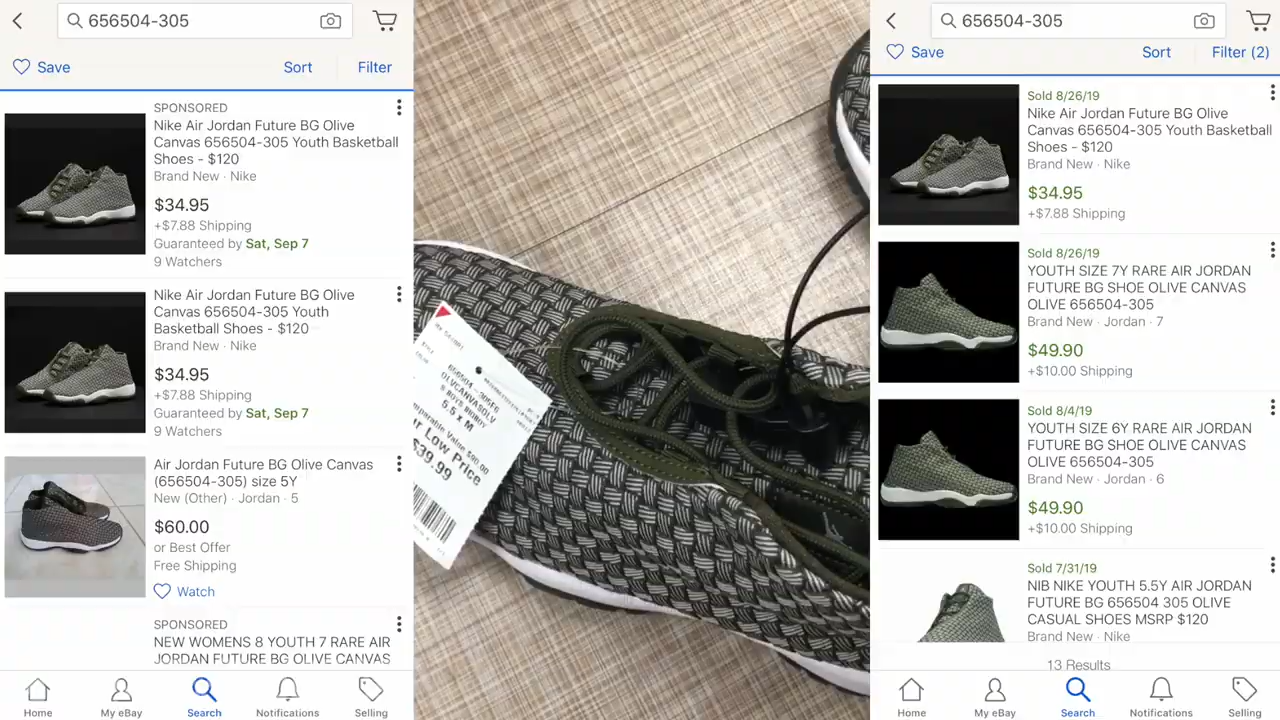 656504-305
Save
Sort
Filter
SPONSORED
Nike Air Jordan Future BG Olive
Canvas 656504-305 Youth Basketball
Shoes - $120
Brand New · Nike
$34.95
+$7.88 Shipping
Guaranteed by Sat, Sep 7
9 Watchers
Nike Air Jordan Future BG Olive
Canvas 656504-305 Youth
Basketball Shoes - $120
Brand New · Nike
$34.95
+$7.88 Shipping
Guaranteed by Sat, Sep 7
9 Watchers
Air Jordan Future BG Olive Canvas
(656504-305) size 5Y
New (Other) · Jordan · 5
$60.00
or Best Offer
Free Shipping
Watch
SPONSORED
NEW WOMENS 8 YOUTH 7 RARE AIR
JORDAN FUTURE BG OLIVE CANVAS
Home
My eBay
Search
Notifications
Selling
5.5 M
Value $90.00
Low Price
$39.99
656504-305
Save
Sort
Filter (2)
Sold 8/26/19
Nike Air Jordan Future BG Olive
Canvas 656504-305 Youth Basketball
Shoes - $120
Brand New · Nike
$34.95
+$7.88 Shipping
Sold 8/26/19
YOUTH SIZE 7Y RARE AIR JORDAN
FUTURE BG SHOE OLIVE CANVAS
OLIVE 656504-305
Brand New · Jordan · 7
$49.90
+$10.00 Shipping
Sold 8/4/19
YOUTH SIZE 6Y RARE AIR JORDAN
FUTURE BG SHOE OLIVE CANVAS
OLIVE 656504-305
Brand New · Jordan · 6
$49.90
+$10.00 Shipping
Sold 7/31/19
NIB NIKE YOUTH 5.5Y AIR JORDAN
FUTURE BG 656504 305 OLIVE
CASUAL SHOES MSRP $120
Brand New · Nike
13 Results
Home
My eBay
Search
Notifications
Selling